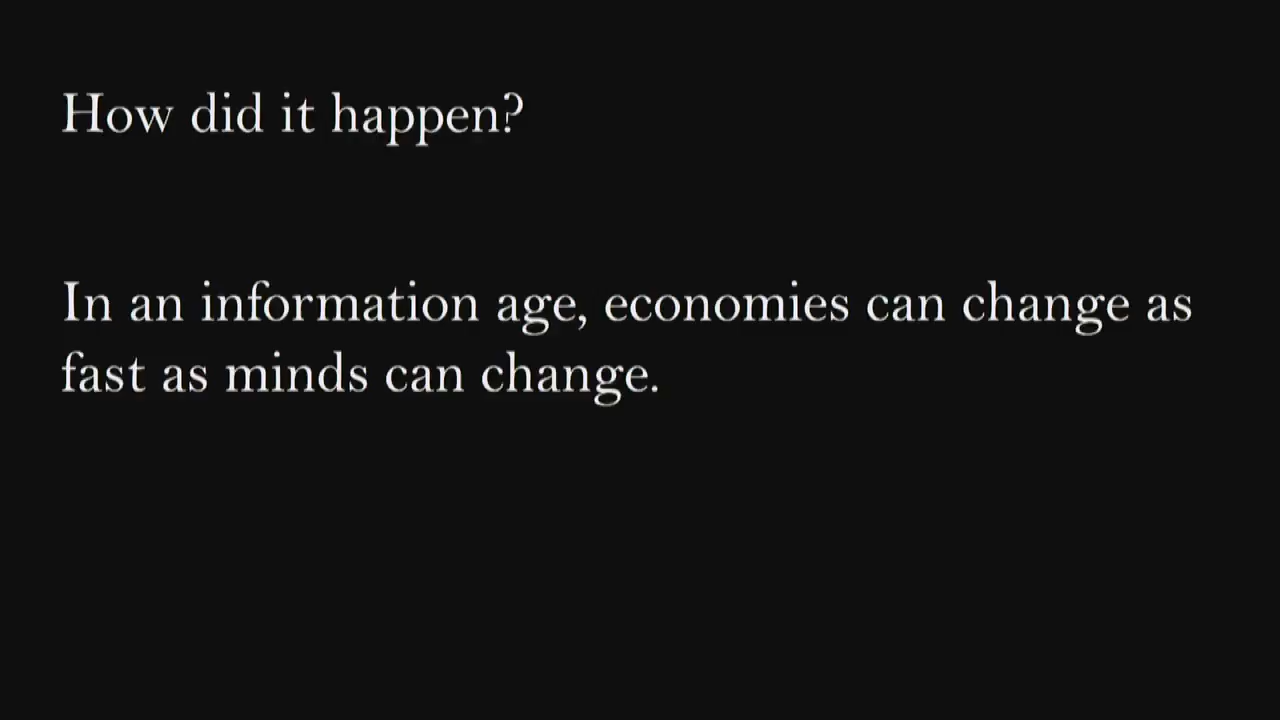 How did it happen?
In an information age, economies can change as
fast as minds can change.